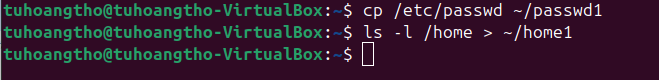 tuhoangtho@tuhoangtho-VirtualBox:~$ cp /etc/passwd ~/passwd1
tuhoangtho@tuhoangtho-VirtualBox:~$ ls -l /home > ~/home1
tuhoangtho@tuhoangtho-VirtualBox:~$